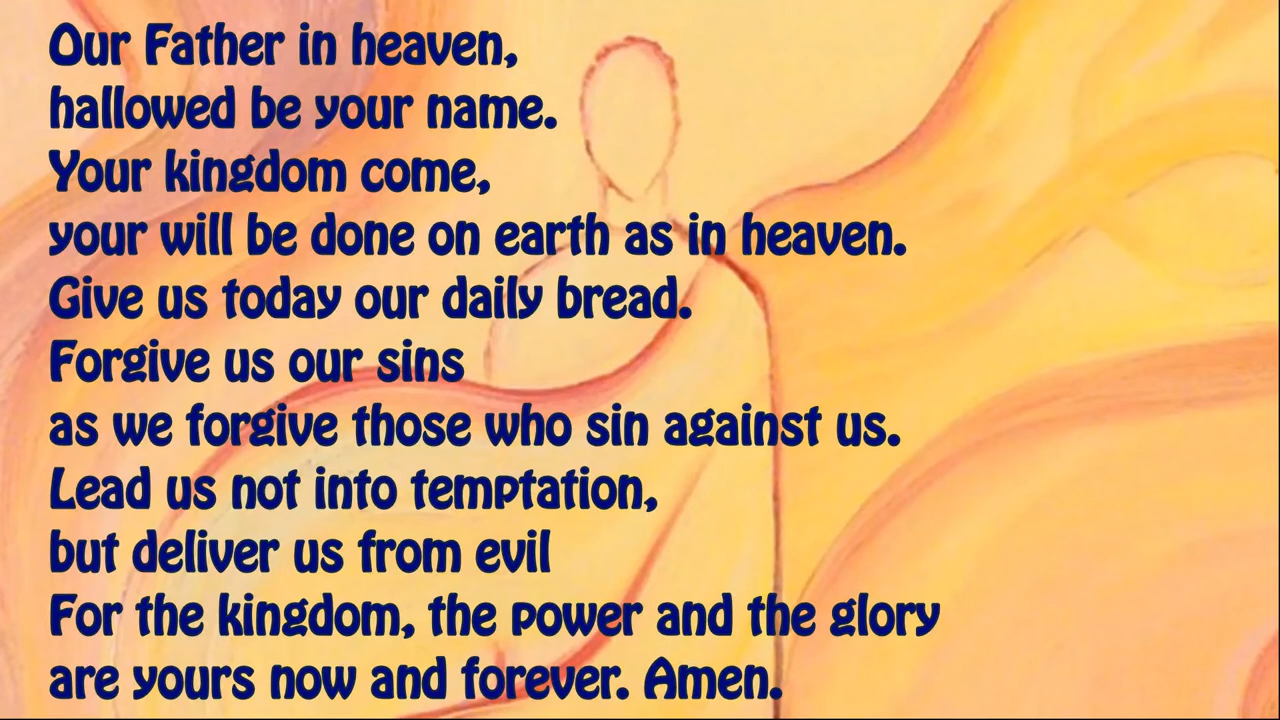 Our Father in heaven,
hallowed be your name.
Your kingdom come,
your will be done on earth as in heaven.
Give us today our daily bread.
Forgive us our sins
as we forgive those who sin against us.
Lead us not into temptation,
but deliver us from evil
For the kingdom, the power and the glory
are yours now and forever. Amen.